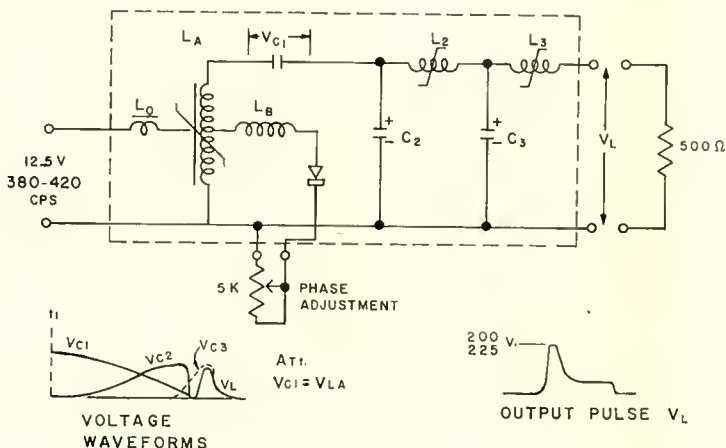 L_A
V_C1
L_2
L_3
L_0
L_B
12.5 V
380-420
CPS
+
-
C_2
+
-
C_3
V_L
500 Ω
5K
PHASE
ADJUSTMENT
t_1
V_C1
V_C2
V_C3
V_L
At t_1
V_C1 = V_LA
VOLTAGE
WAVEFORMS
200
225 V.
OUTPUT PULSE V_L